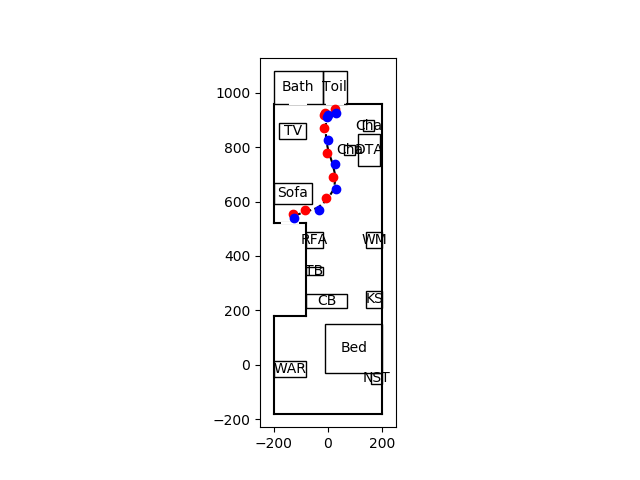 1000
800
600
400
200
0
−200
−200
0
200
Bath
Toil
TV
Cha
Cha
DTA
Sofa
RFA
WM
TB
CB
KS
Bed
WAR
NST